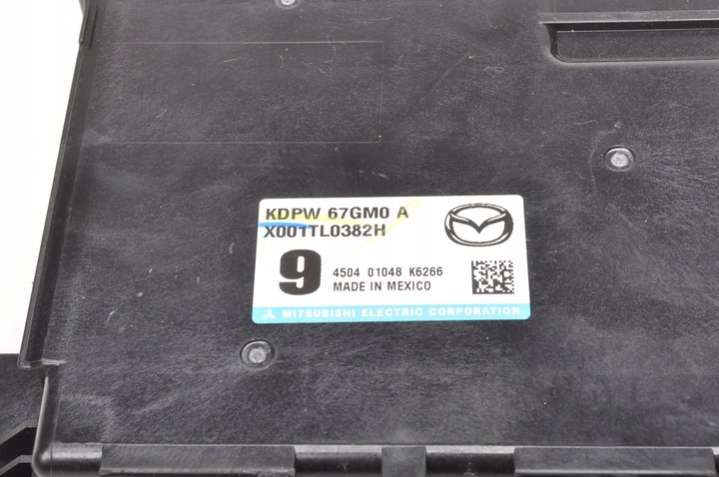 KDPW 67GM0 A
X001TL0382H
9
4504 01048 K6266
MADE IN MEXICO
MITSUBISHI ELECTRIC CORPORATION